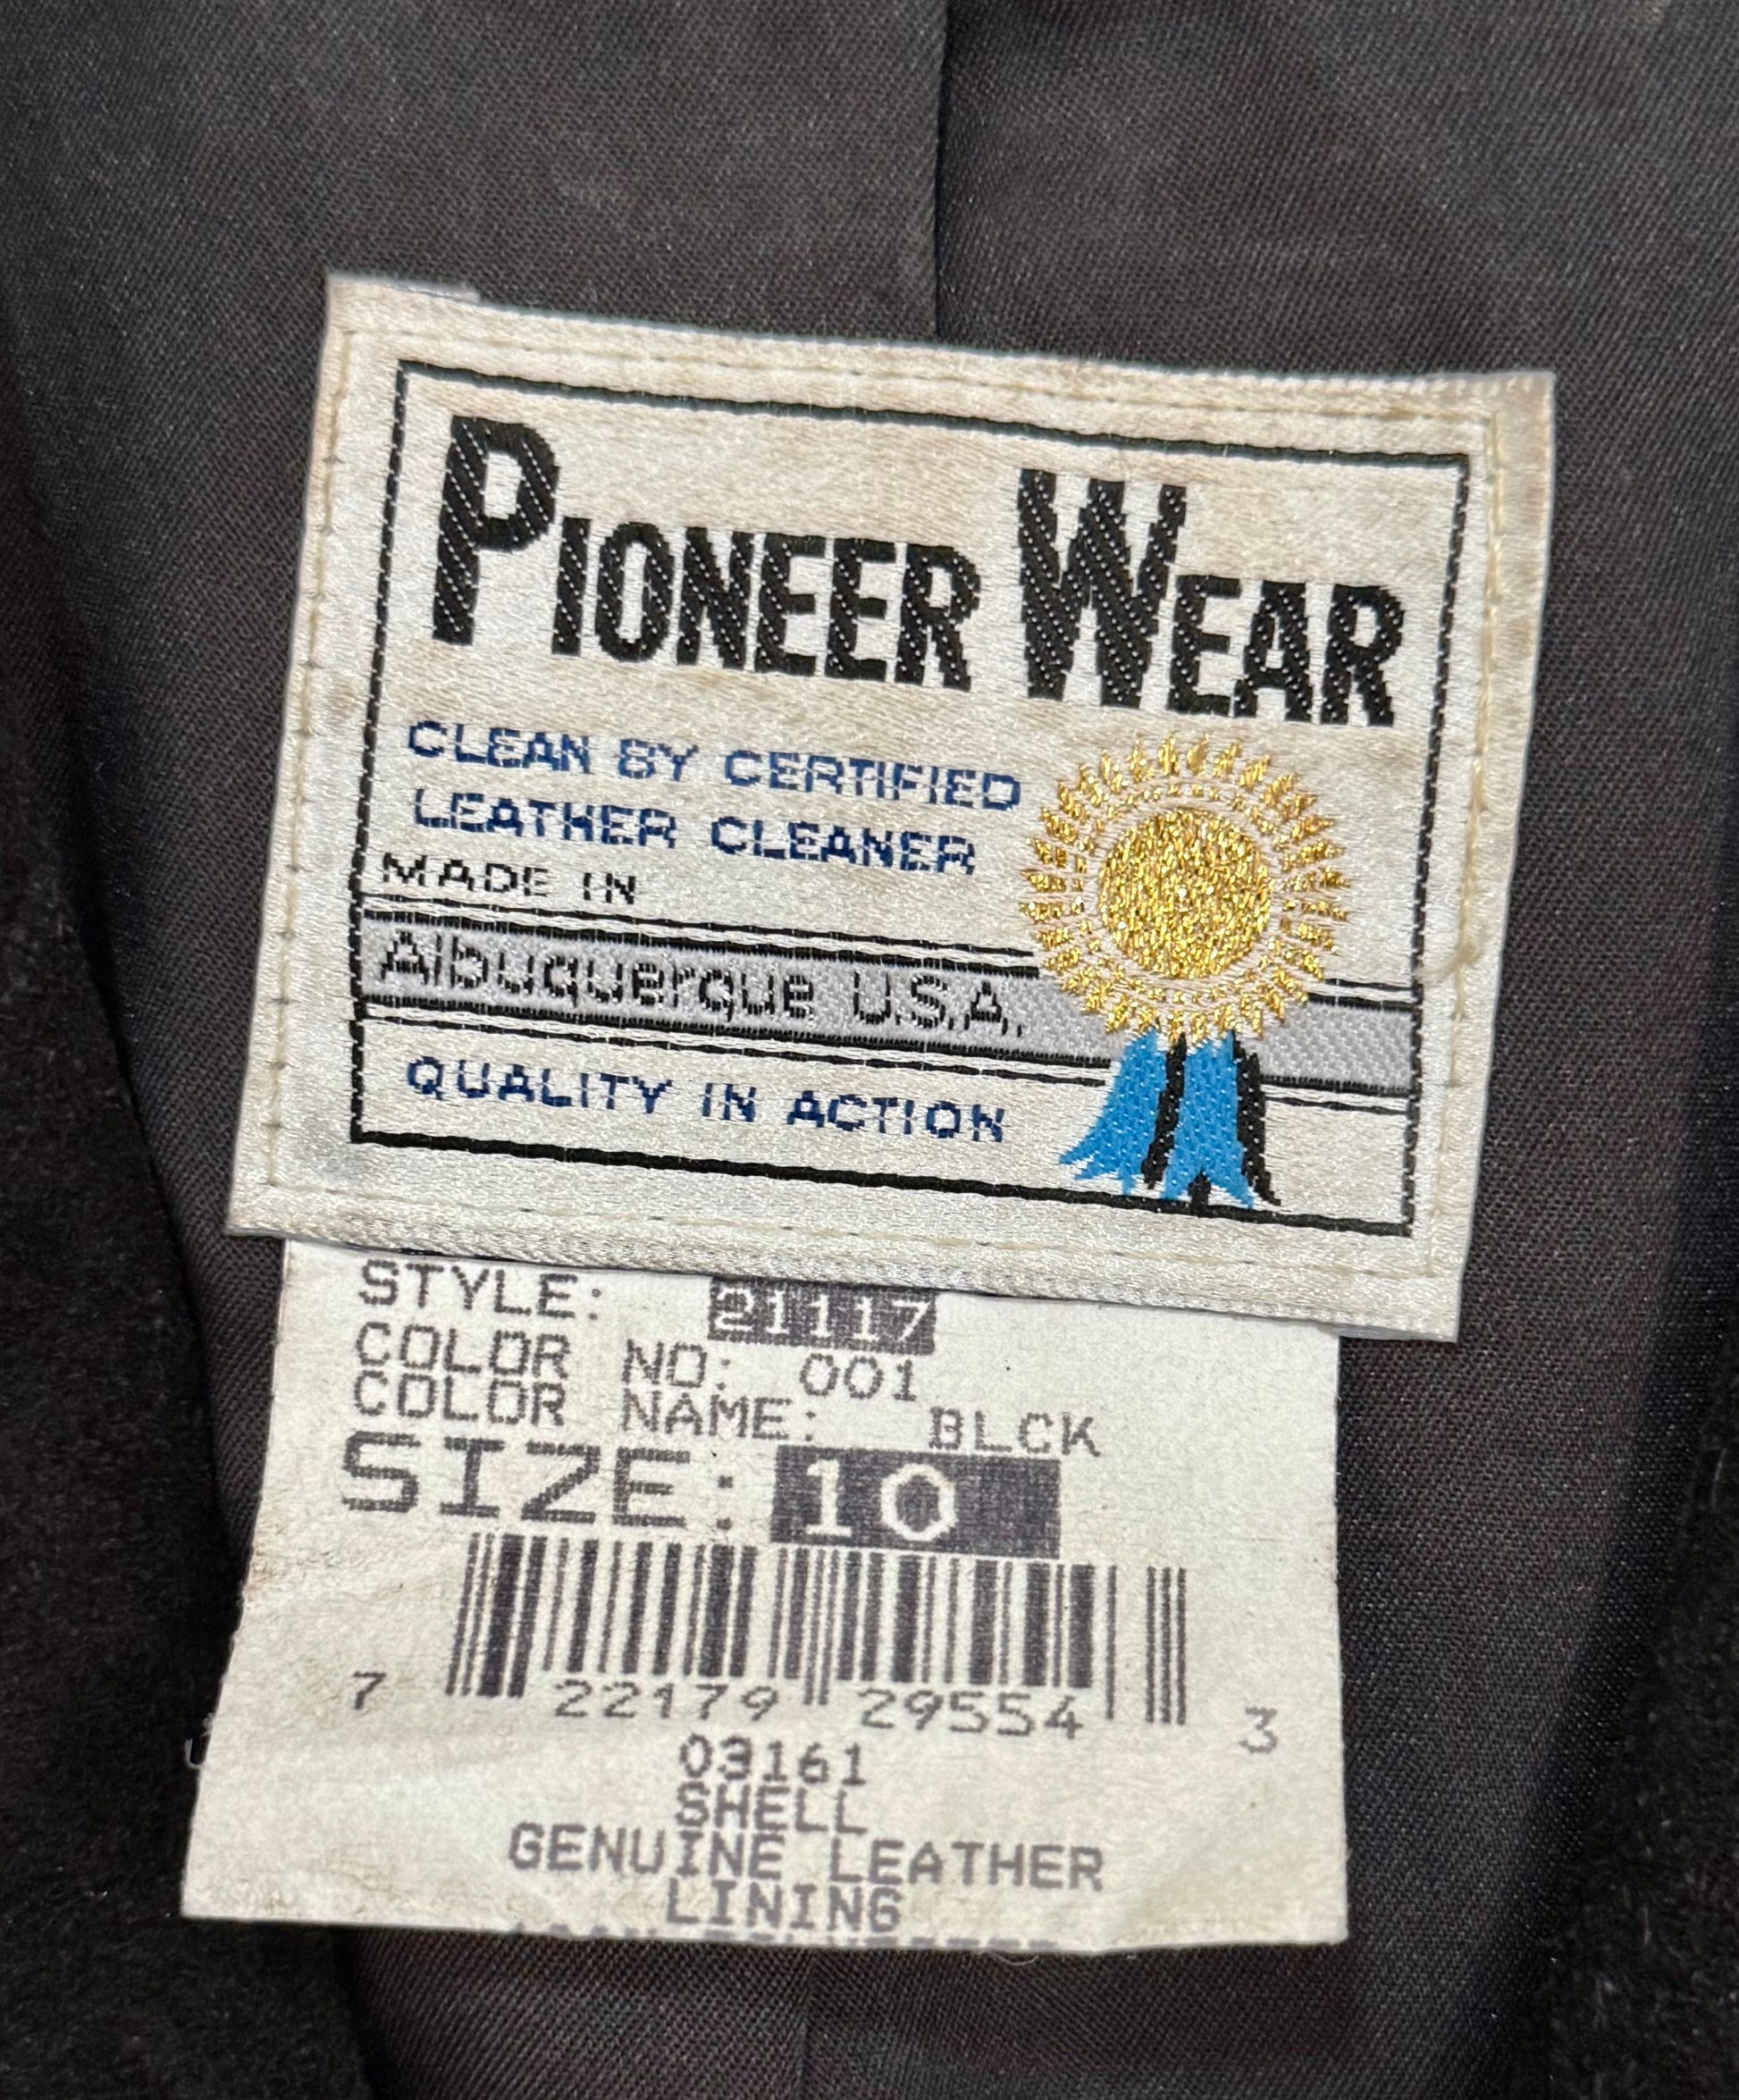 PIONEER WEAR
CLEAN BY CERTIFIED
LEATHER CLEANER
MADE IN
Albuquerque U.S.A.
QUALITY IN ACTION
STYLE: 21117
COLOR NO: 001
COLOR NAME: BLCK
SIZE: 10
7 22179 29554 3
03161
SHELL
GENUINE LEATHER
LINING